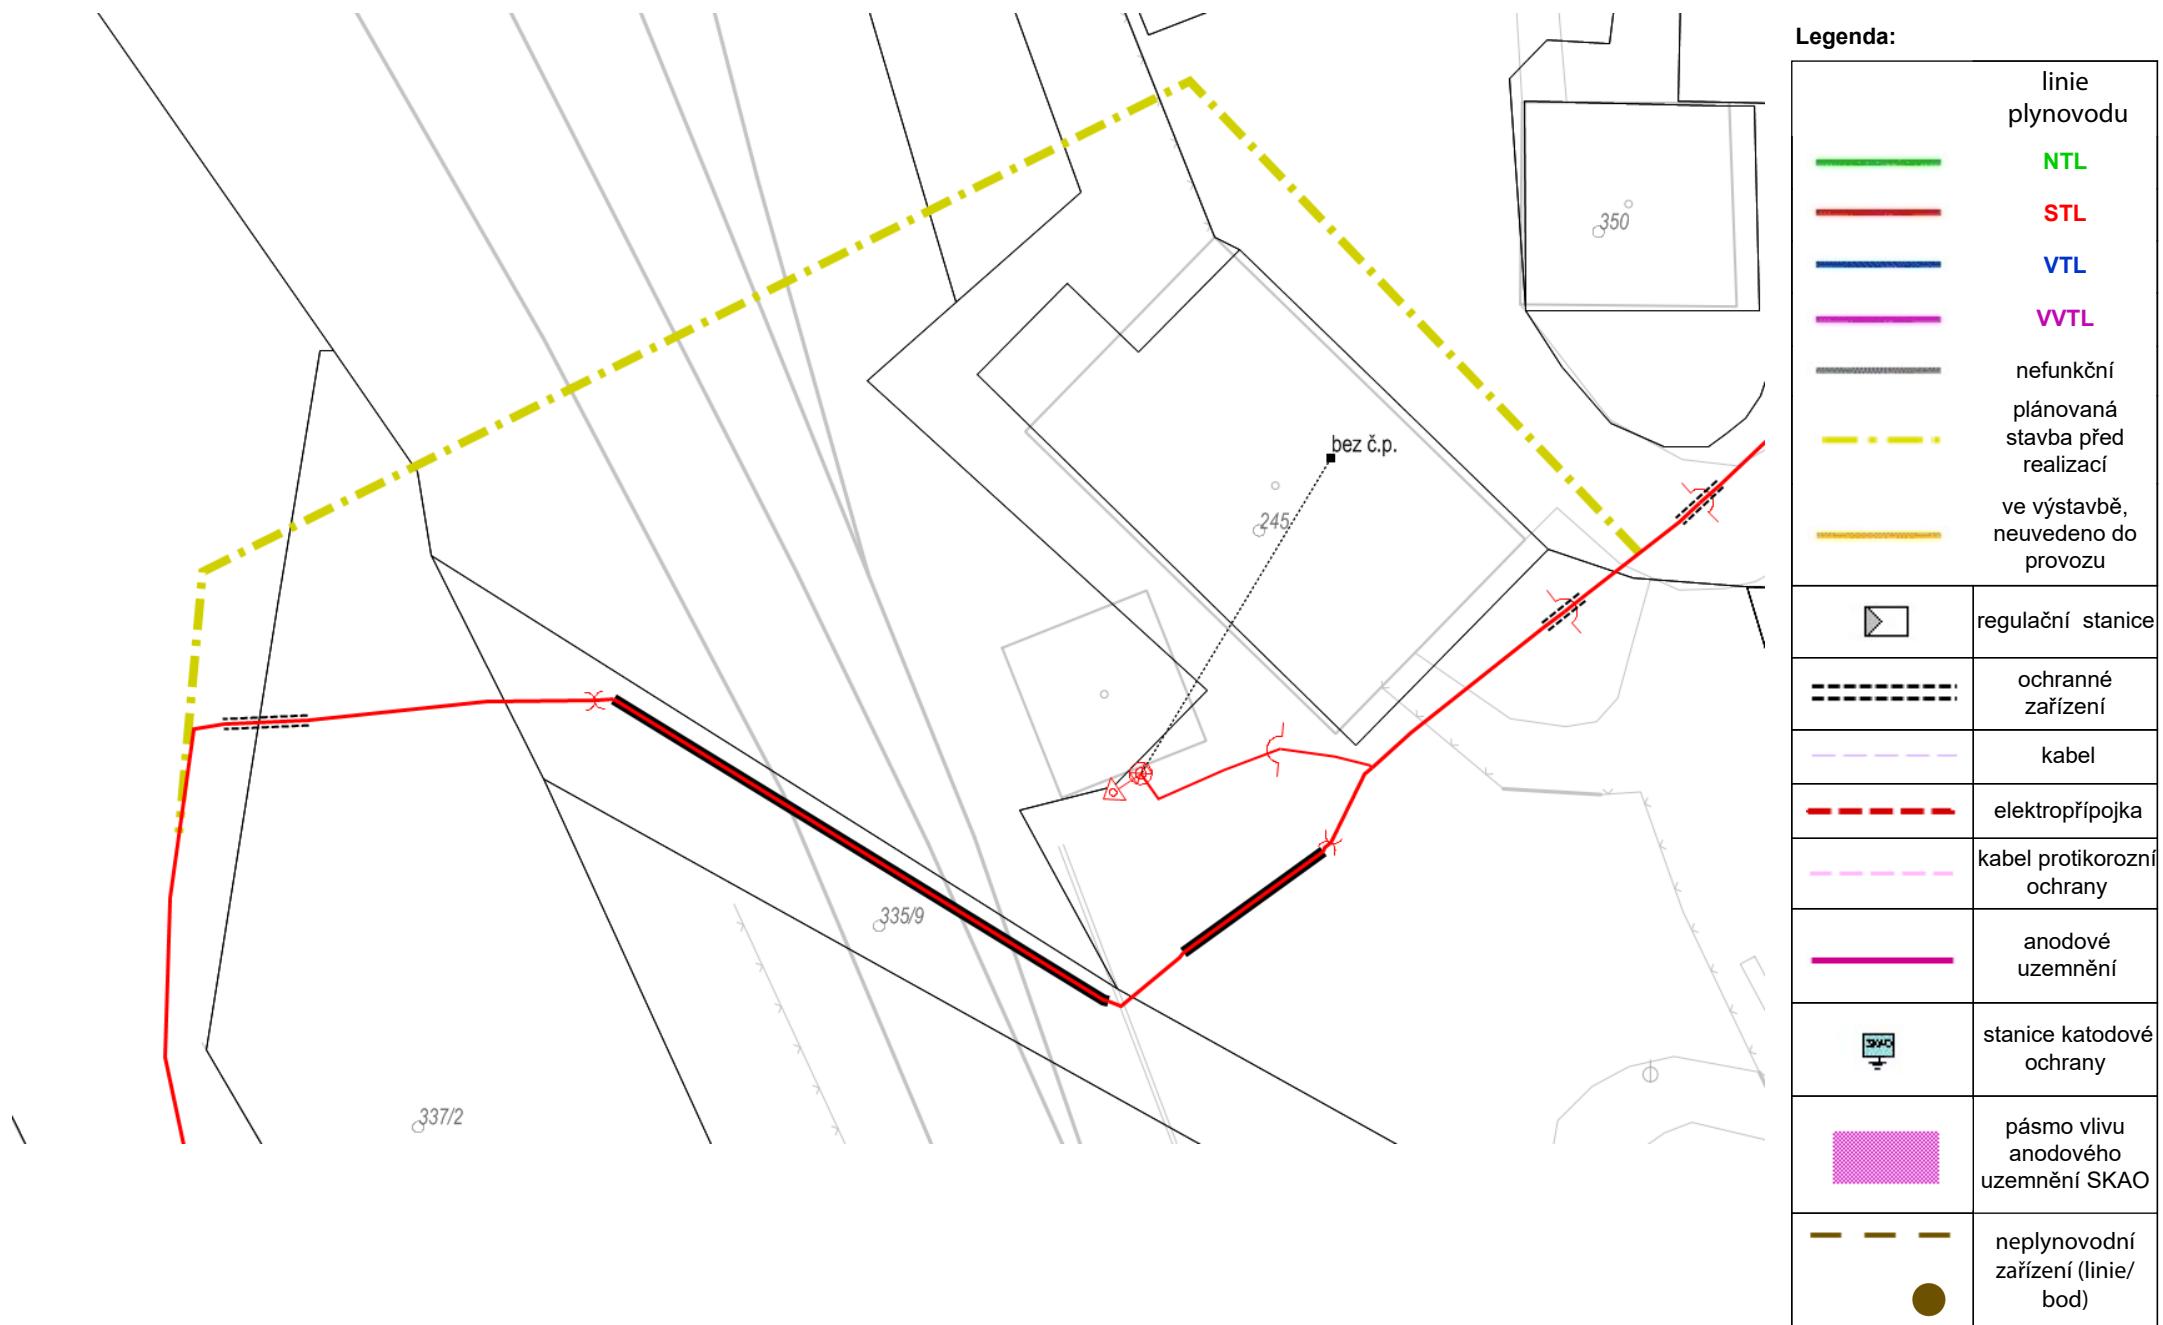 350
bez č.p.
245
335/9
337/2
Legenda:
linie
plynovodu
NTL
STL
VTL
VVTL
nefunkční
plánovaná
stavba před
realizací
ve výstavbě,
neuvedeno do
provozu
regulační stanice
ochranné
zařízení
kabel
elektropřípojka
kabel protikorozní
ochrany
anodové
uzemnění
SKAO
stanice katodové
ochrany
pásmo vlivu
anodového
uzemnění SKAO
neplynovodní
zařízení (linie/
bod)